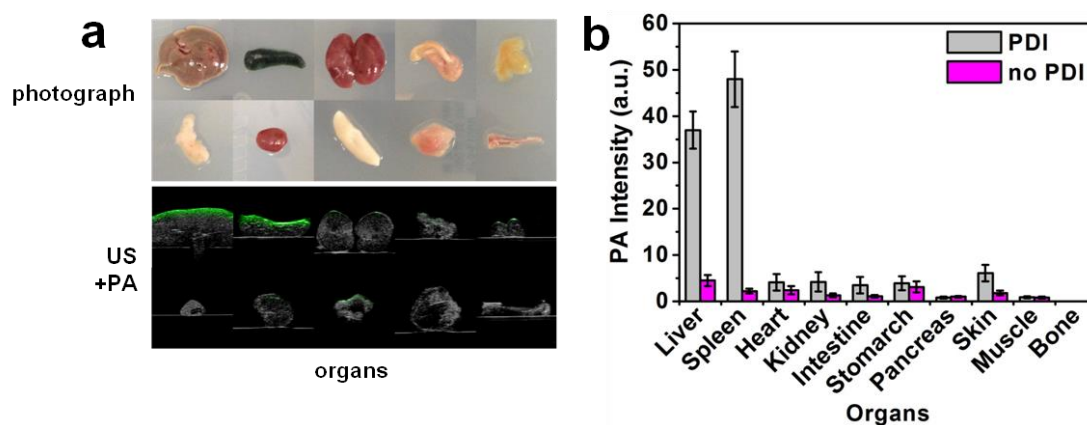 a
photograph
US
+PA
organs
b
PA Intensity (a.u.)
60
50
40
30
20
10
0
PDI
no PDI
Liver
Spleen
Heart
Kidney
Intestine
Stomarch
Pancreas
Skin
Muscle
Bone
Organs